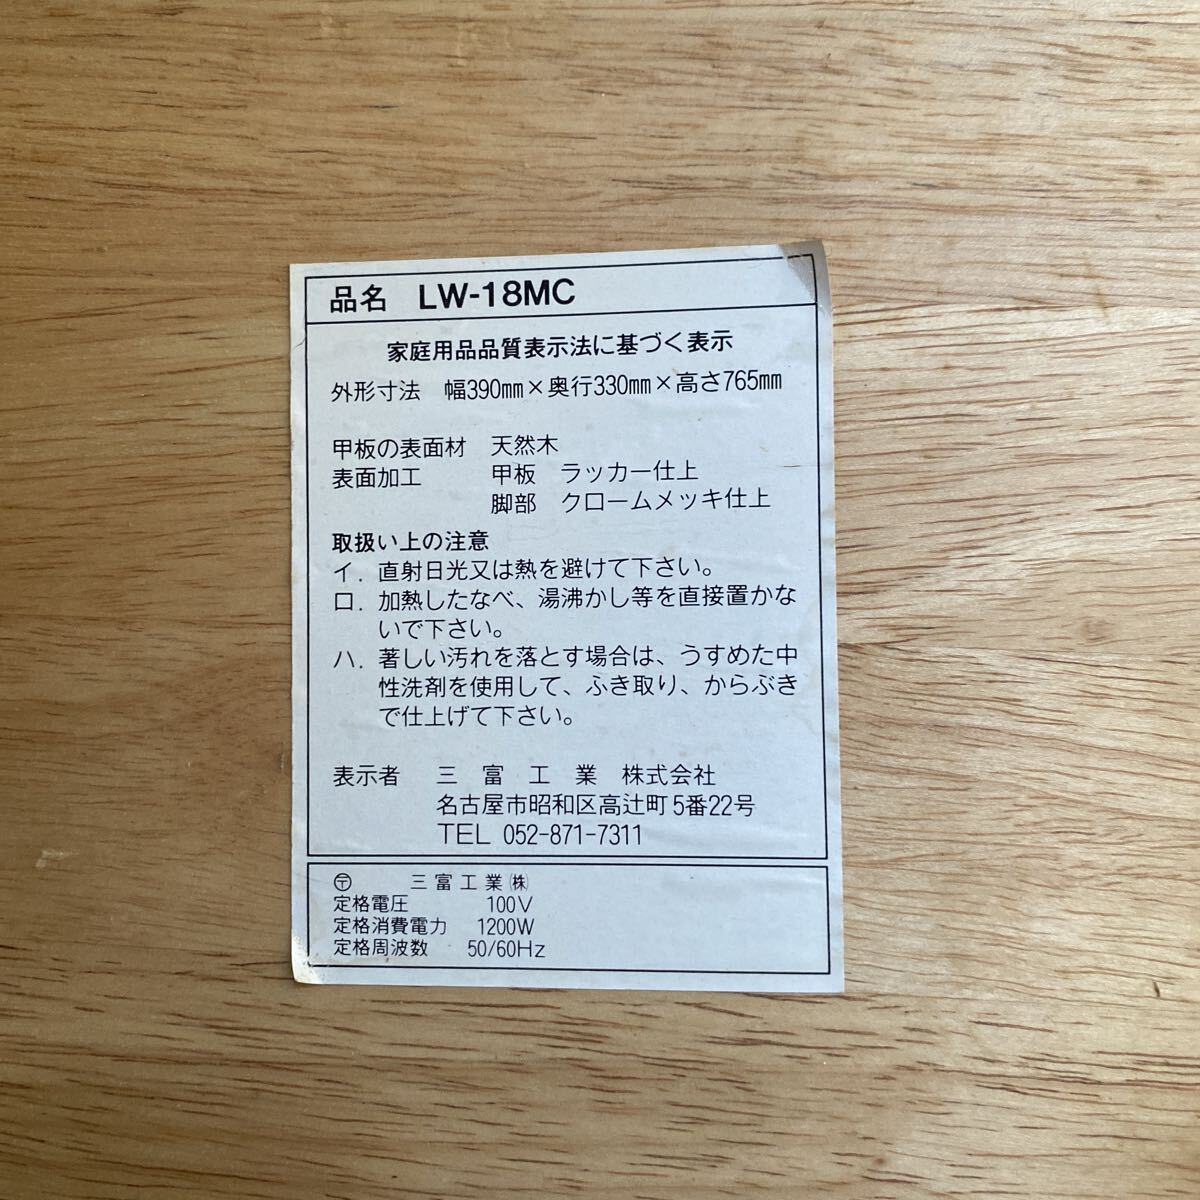 品名 LW-18MC
家庭用品品質表示法に基づく表示
外形寸法 幅390㎜×奥行330㎜×高さ765㎜
甲板の表面材 天然木
表面加工 甲板 ラッカー仕上
脚部 クロームメッキ仕上
取扱い上の注意
イ. 直射日光又は熱を避けて下さい。
ロ. 加熱したなべ、湯沸かし等を直接置かな
いで下さい。
ハ. 著しい汚れを落とす場合は、うすめた中
性洗剤を使用して、ふき取り、からぶき
で仕上げて下さい。
表示者 三富工業 株式会社
名古屋市昭和区高辻町5番22号
TEL 052-871-7311
〶 三富工業㈱
定格電圧 100V
定格消費電力 1200W
定格周波数 50/60Hz